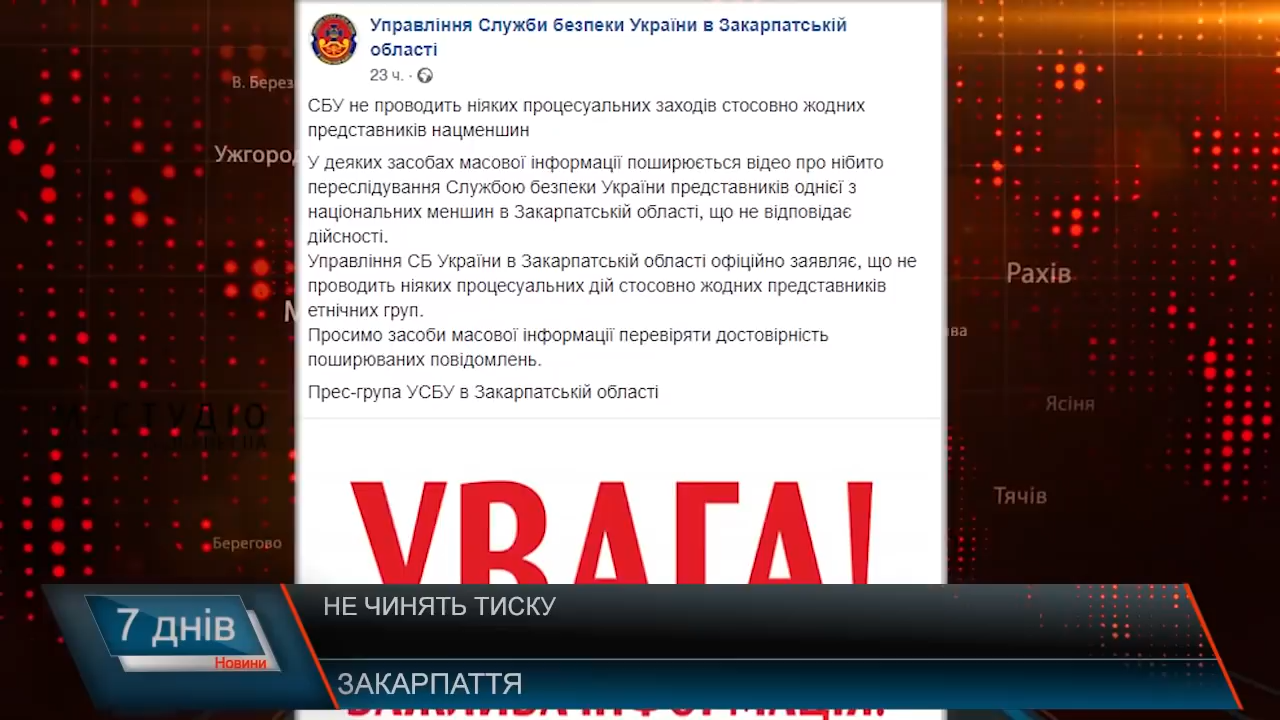 Управління Служби безпеки України в Закарпатській
області
23 ч. ·
СБУ не проводить ніяких процесуальних заходів стосовно жодних
представників нацменшин
У деяких засобах масової інформації поширюється відео про нібито
переслідування Службою безпеки України представників однієї з
національних меншин в Закарпатській області, що не відповідає
дійсності.
Управління СБ України в Закарпатській області офіційно заявляє, що не
проводить ніяких процесуальних дій стосовно жодних представників
етнічних груп.
Просимо засоби масової інформації перевіряти достовірність
поширюваних повідомлень.
Прес-група УСБУ в Закарпатській області
УВАГА!
В. Берез
Ужгород
М
Рахів
Ясіня
Тячів
Берегово
М-СТУДІО
7 днів
Новини
НЕ ЧИНЯТЬ ТИСКУ
ЗАКАРПАТТЯ